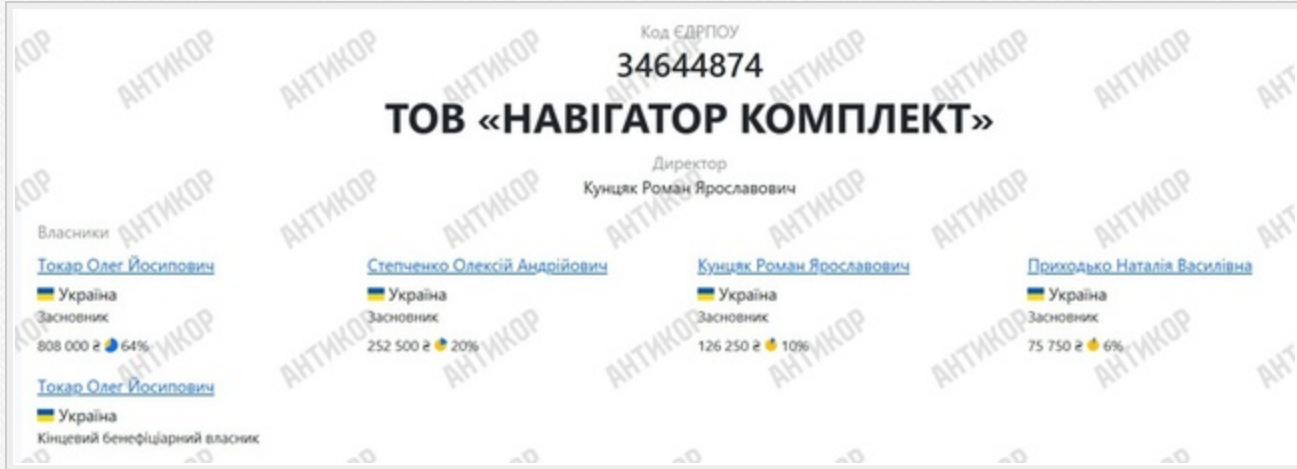 Код ЄДРПОУ
34644874
ТОВ «НАВІГАТОР КОМПЛЕКТ»
Директор
Кунцяк Роман Ярославович
Власники
Токар Олег Йосипович
Україна
Засновник
808 000 ₴ 64%
Степченко Олексій Андрійович
Україна
Засновник
252 500 ₴ 20%
Кунцяк Роман Ярославович
Україна
Засновник
126 250 ₴ 10%
Приходько Наталія Василівна
Україна
Засновник
75 750 ₴ 6%
Токар Олег Йосипович
Україна
Кінцевий бенефіціарний власник
АНТИКОР